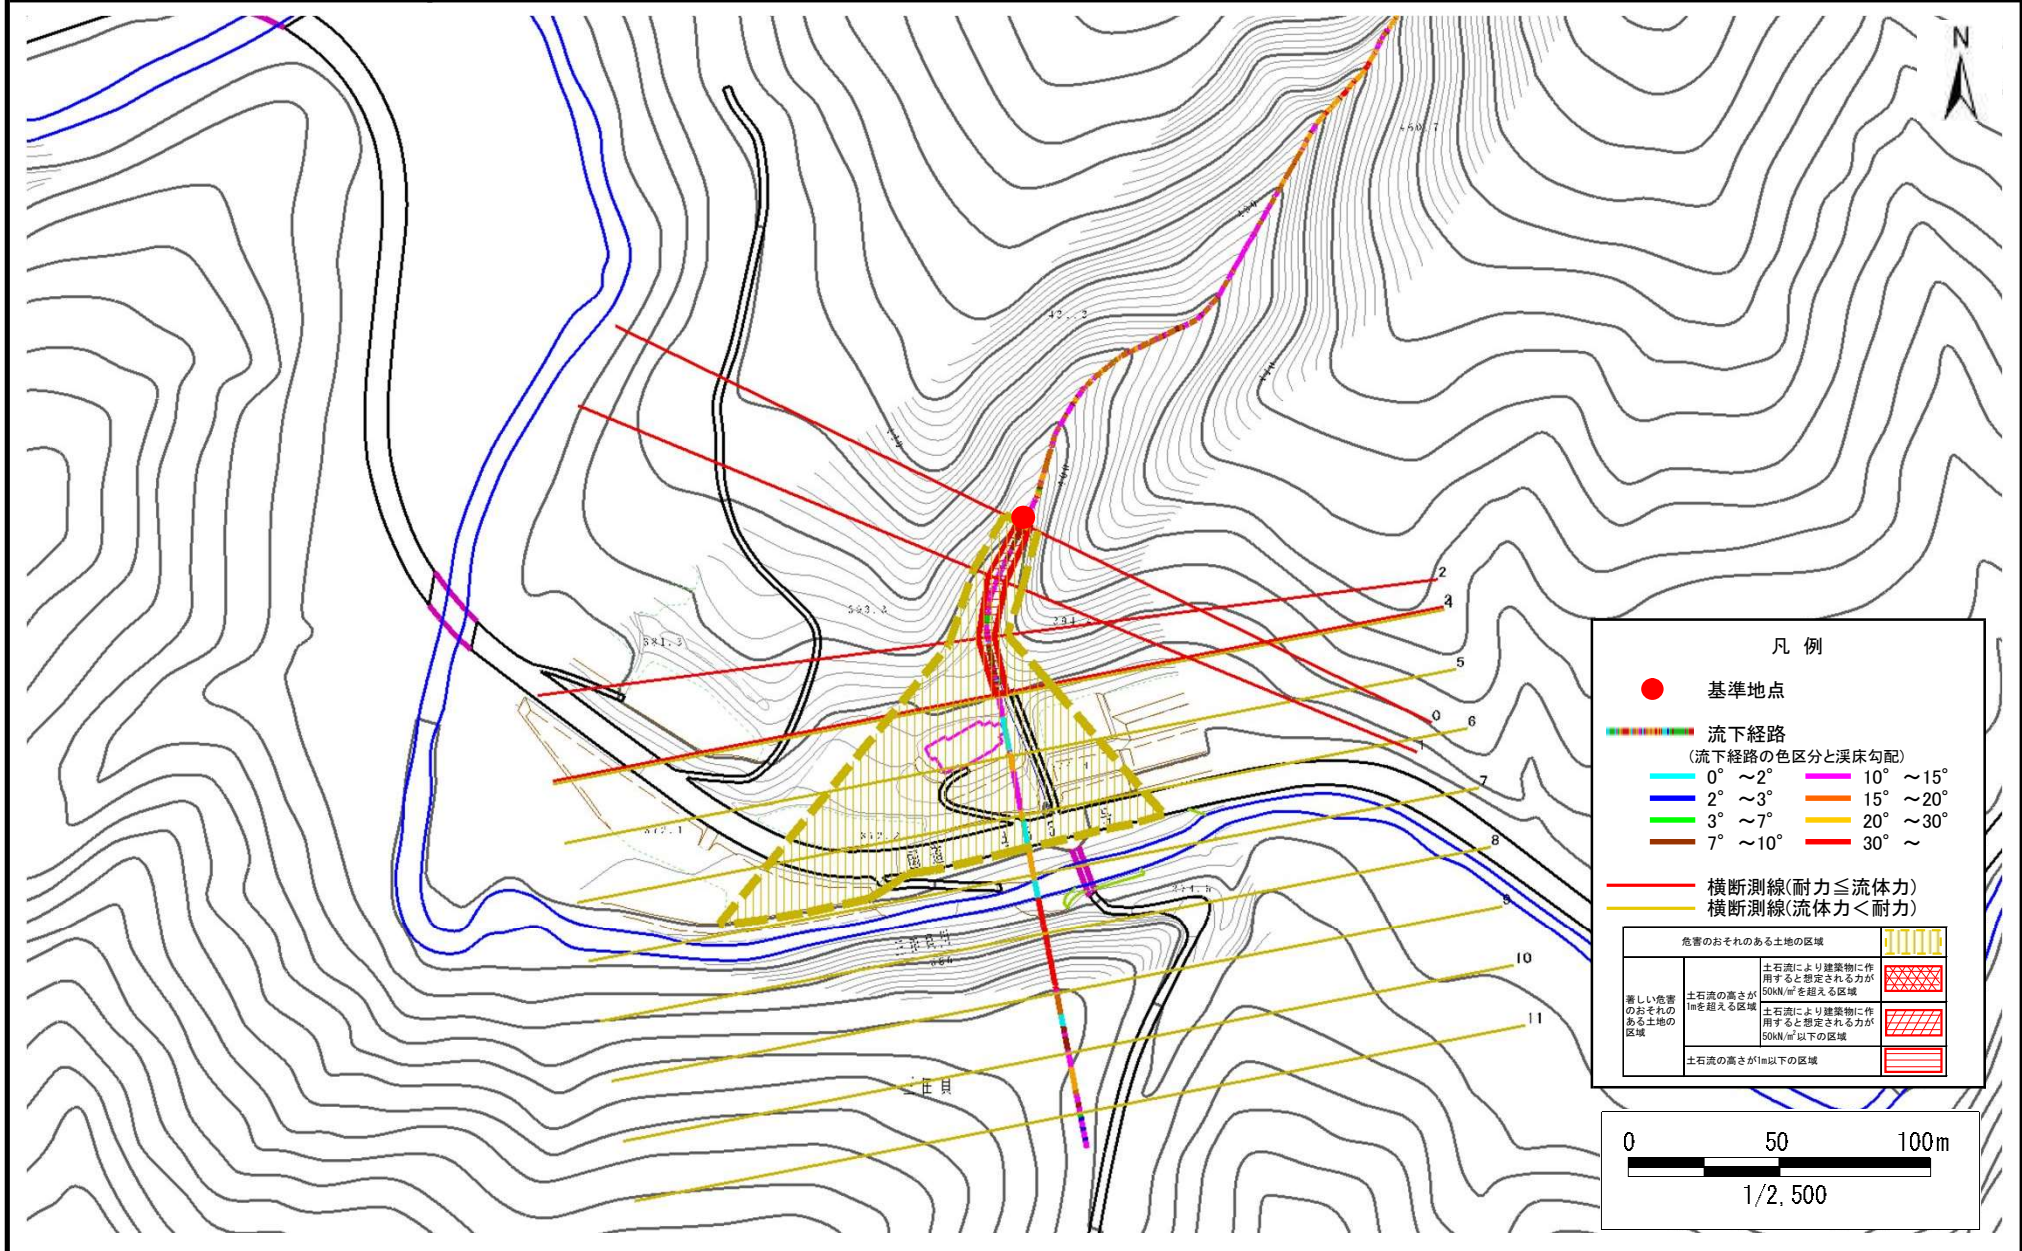 N
450.7
2
4
5
0
6
1
7
8
9
10
11
凡 例
基準地点
流下経路
(流下経路の色区分と渓床勾配)
0° ～2° 10° ～15°
2° ～3° 15° ～20°
3° ～7° 20° ～30°
7° ～10° 30° ～
横断測線(耐力≦流体力)
横断測線(流体力＜耐力)
危害のおそれのある土地の区域
著しい危害
のおそれの
ある土地の
区域
土石流の高さが
1mを超える区域
土石流により建築物に作
用すると想定される力が
50kN/㎡を超える区域
土石流により建築物に作
用すると想定される力が
50kN/㎡以下の区域
土石流の高さが1m以下の区域
0 50 100m
1/2,500